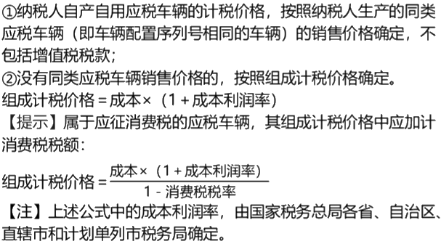 ①纳税人自产自用应税车辆的计税价格，按照纳税人生产的同类
应税车辆（即车辆配置序列号相同的车辆）的销售价格确定，不
包括增值税税款；
②没有同类应税车辆销售价格的，按照组成计税价格确定。
组成计税价格＝成本×（1＋成本利润率）
【提示】属于应征消费税的应税车辆，其组成计税价格中应加计
消费税税额：
组成计税价格＝成本×（1＋成本利润率）
1 - 消费税税率
【注】上述公式中的成本利润率，由国家税务总局各省、自治区、
直辖市和计划单列市税务局确定。